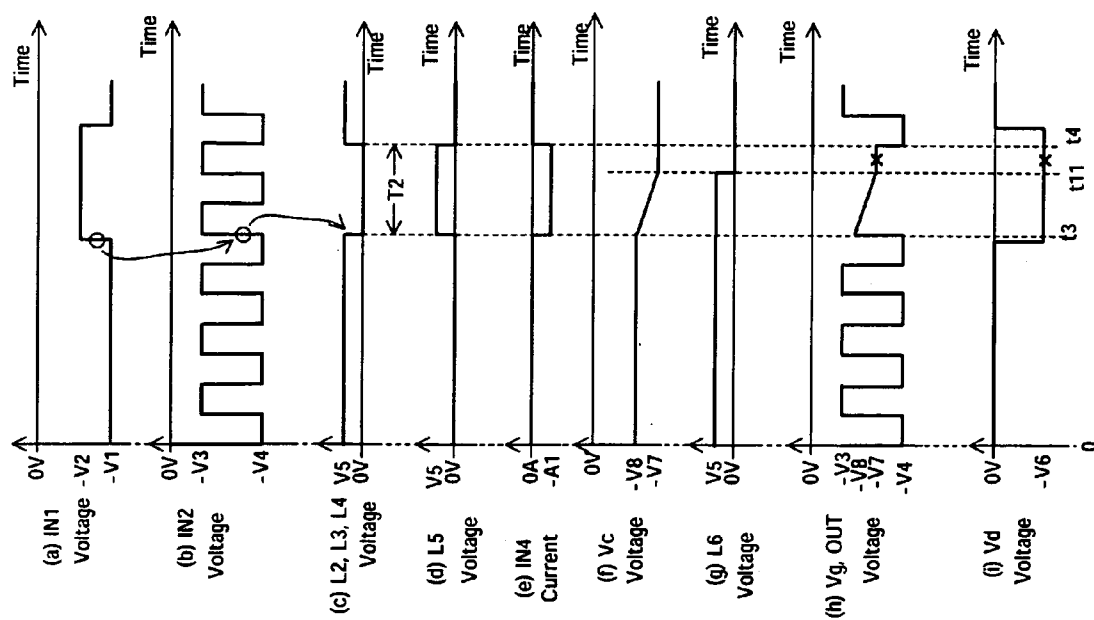 (a) IN1
Voltage
0V
-V2
-V1
Time
(b) IN2
Voltage
0V
-V3
-V4
Time
(c) L2, L3, L4
Voltage
V5
0V
T2
Time
(d) L5
Voltage
V5
0V
Time
(e) IN4
Current
0A
-A1
Time
(f) Vc
Voltage
0V
-V8
-V7
Time
(g) L6
Voltage
V5
0V
Time
(h) Vg, OUT
Voltage
0V
-V3
-V8
-V7
-V4
Time
(i) Vd
Voltage
0V
-V6
Time
0
t3
t11
t4